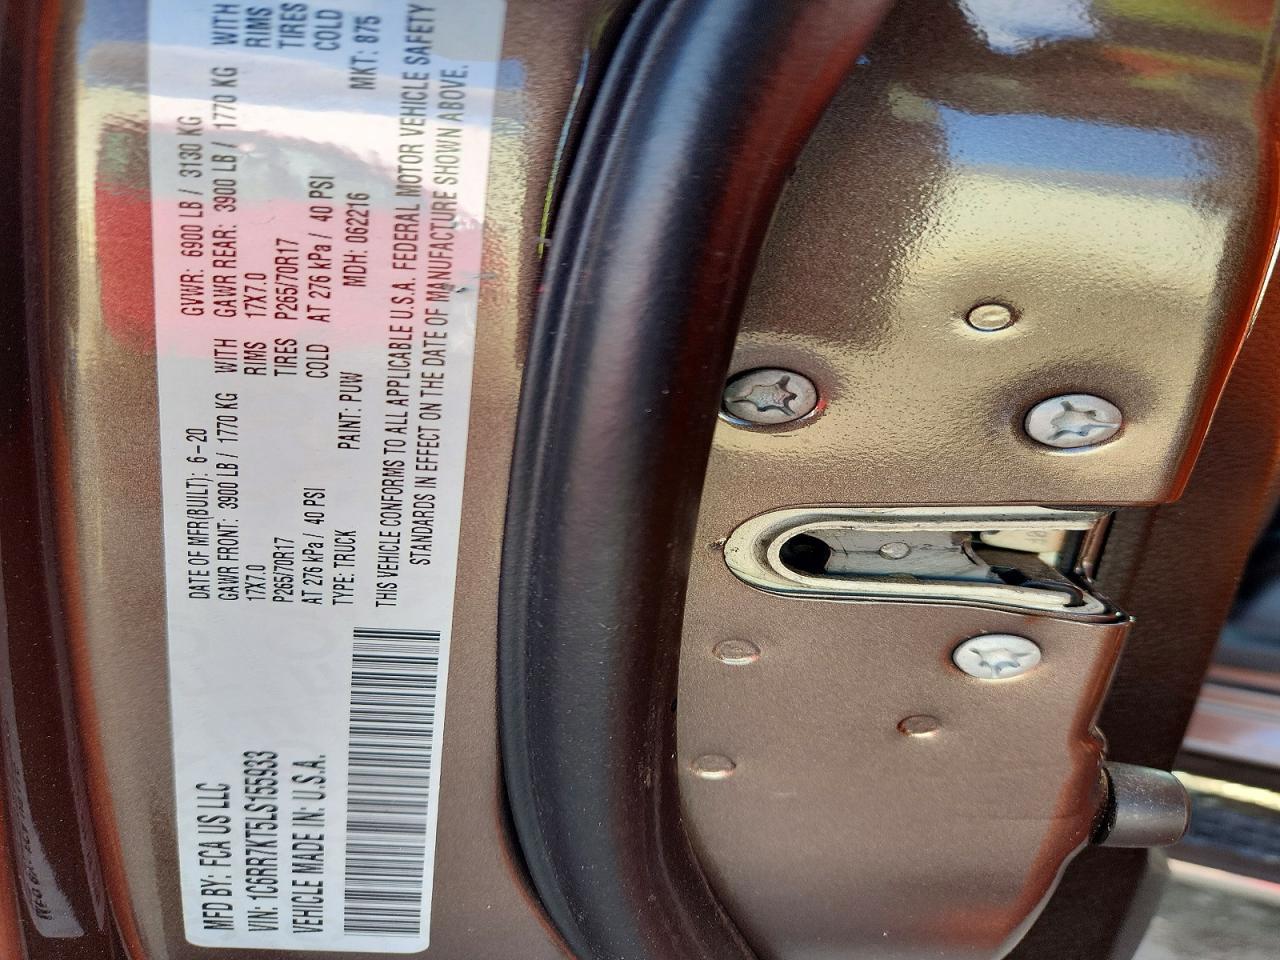 MFD BY: FCA US LLC
DATE OF MFR(BUILT): 6-20
GVWR: 6900 LB / 3130 KG
VIN: 1C6RR7KT5LS155933
GAWR FRONT: 3900 LB / 1770 KG WITH
GAWR REAR: 3900 LB / 1770 KG WITH
VEHICLE MADE IN: U.S.A.
17X7.0 RIMS
17X7.0 RIMS
P265/70R17 TIRES
P265/70R17 TIRES
AT 276 kPa / 40 PSI COLD
AT 276 kPa / 40 PSI COLD
TYPE: TRUCK PAINT: PUW MDH: 062216 MKT: 875
THIS VEHICLE CONFORMS TO ALL APPLICABLE U.S.A. FEDERAL MOTOR VEHICLE SAFETY
STANDARDS IN EFFECT ON THE DATE OF MANUFACTURE SHOWN ABOVE.